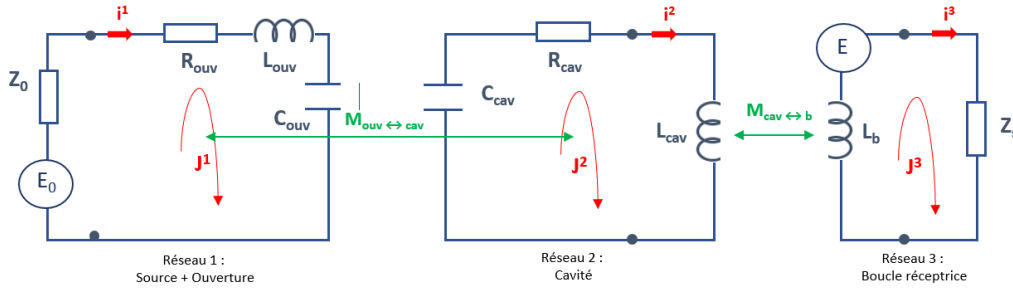 i¹
i²
i³
R_ouv
L_ouv
R_cav
E
Z₀
C_ouv
M_ouv ↔ cav
C_cav
L_cav
M_cav ↔ b
L_b
E₀
J¹
J²
J³
Réseau 1 :
Source + Ouverture
Réseau 2 :
Cavité
Réseau 3 :
Boucle réceptrice